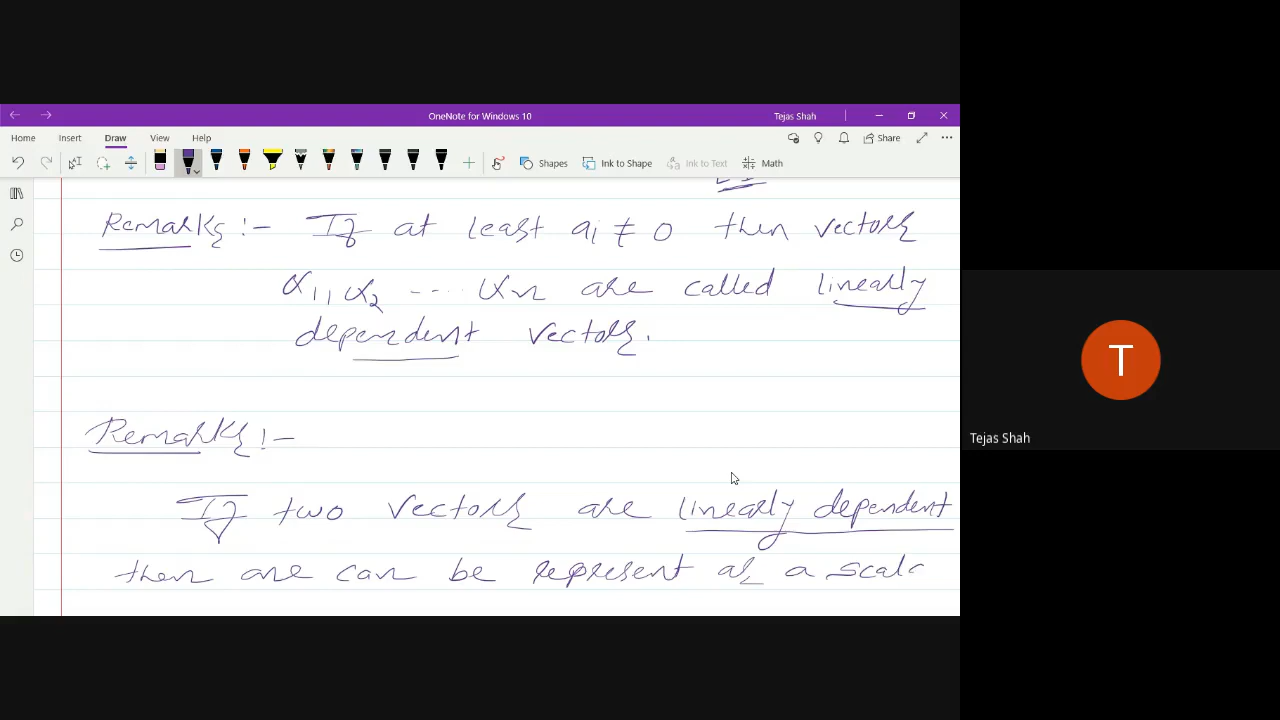 OneNote for Windows 10
Tejas Shah
Home Insert Draw View Help
Share
Shapes Ink to Shape Ink to Text Math
Remarks :- If at least ai ≠ 0 then vectors
α1, α2 ---- αn are called linearly
dependent vectors.
Remarks :-
If two vectors are linearly dependent
then one can be represent as a scala
T
Tejas Shah